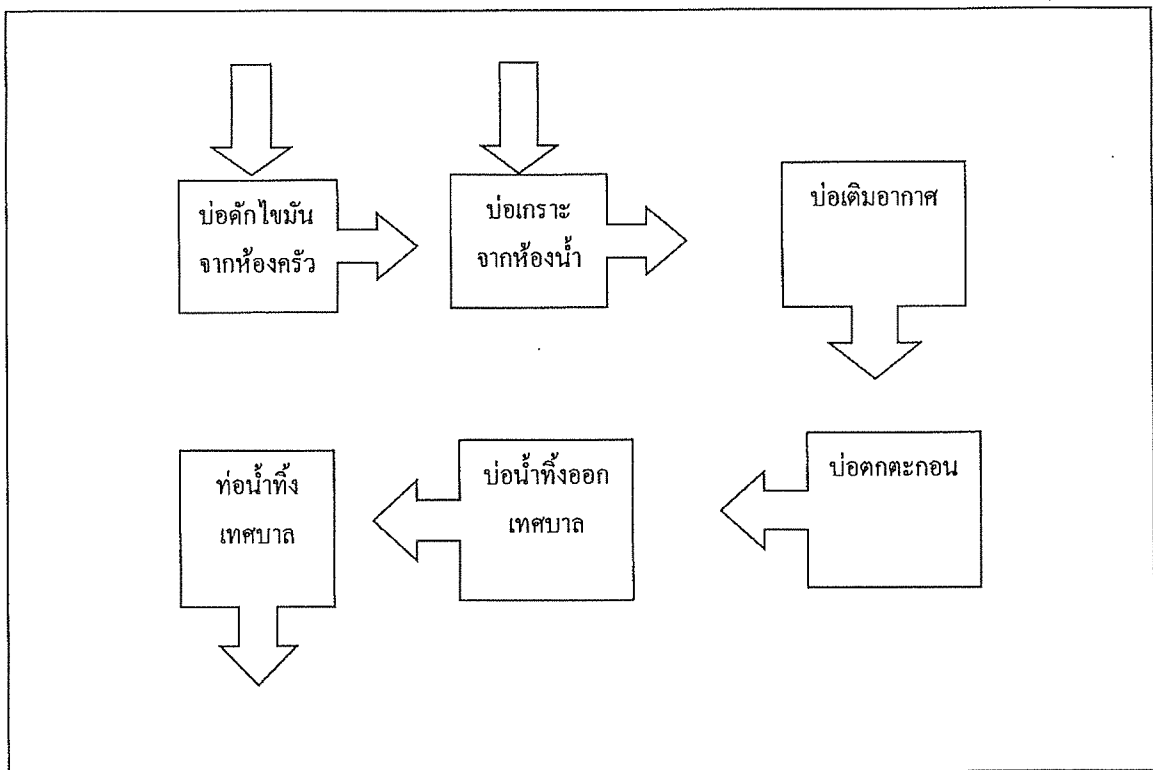 บ่อดักไขมัน
จากห้องครัว
บ่อเกราะ
จากห้องน้ำ
บ่อเติมอากาศ
บ่อตกตะกอน
บ่อน้ำทิ้งออก
เทศบาล
ท่อน้ำทิ้ง
เทศบาล